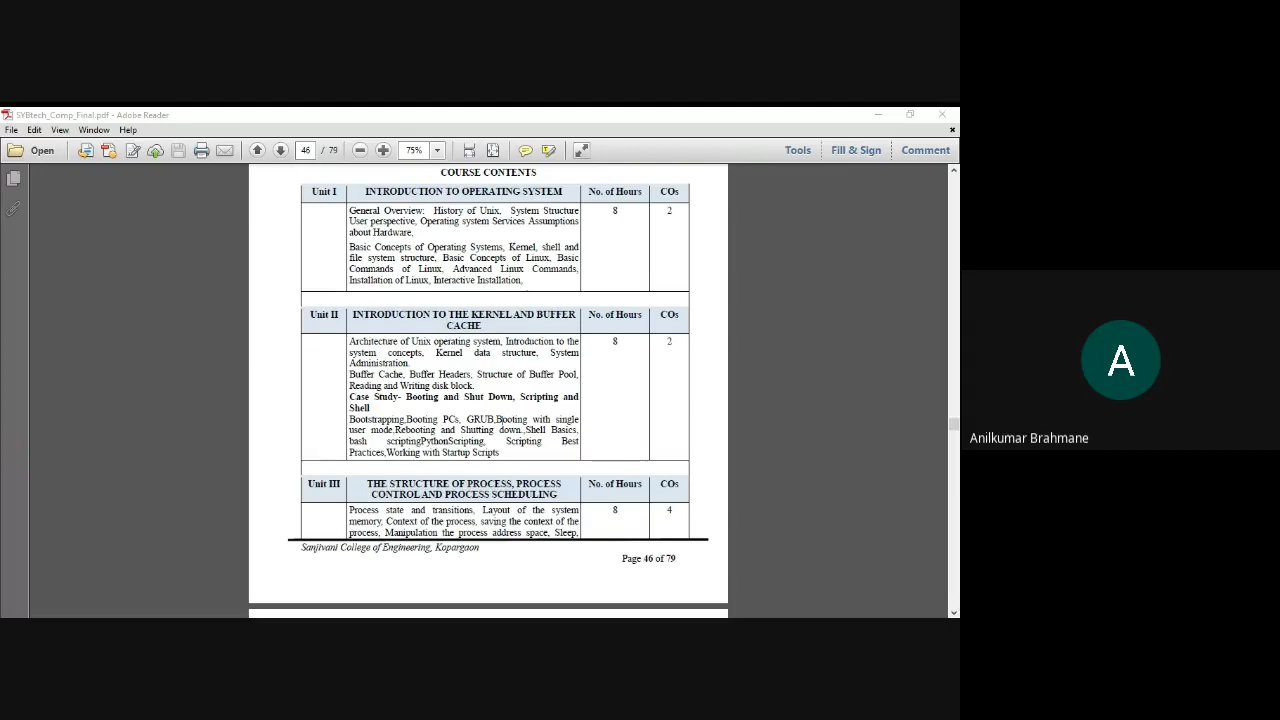 SYBtech_Comp_Final.pdf - Adobe Reader
File Edit View Window Help
Open 46 / 79 75% Tools Fill & Sign Comment
COURSE CONTENTS
Unit I INTRODUCTION TO OPERATING SYSTEM No. of Hours COs
General Overview: History of Unix, System Structure 8 2
User perspective, Operating system Services Assumptions
about Hardware,
Basic Concepts of Operating Systems, Kernel, shell and
file system structure, Basic Concepts of Linux, Basic
Commands of Linux, Advanced Linux Commands,
Installation of Linux, Interactive Installation,
Unit II INTRODUCTION TO THE KERNEL AND BUFFER No. of Hours COs
CACHE
Architecture of Unix operating system, Introduction to the 8 2
system concepts, Kernel data structure, System
Administration.
Buffer Cache, Buffer Headers, Structure of Buffer Pool,
Reading and Writing disk block.
Case Study- Booting and Shut Down, Scripting and
Shell
Bootstrapping,Booting PCs, GRUB,Booting with single
user mode,Rebooting and Shutting down.,Shell Basics,
bash scriptingPythonScripting, Scripting Best
Practices,Working with Startup Scripts
Unit III THE STRUCTURE OF PROCESS, PROCESS No. of Hours COs
CONTROL AND PROCESS SCHEDULING
Process state and transitions, Layout of the system 8 4
memory, Context of the process, saving the context of the
process, Manipulation the process address space, Sleep,
Sanjivani College of Engineering, Kopargaon
Page 46 of 79
A
Anilkumar Brahmane